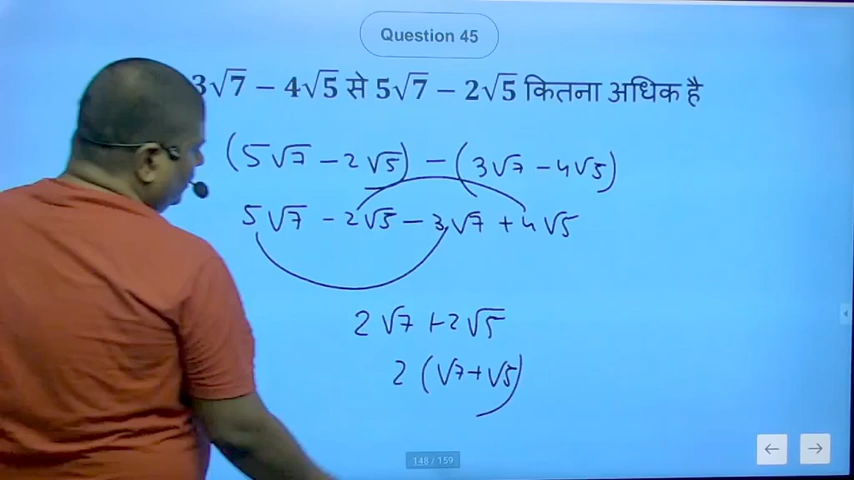 Question 45
3√7 − 4√5 से 5√7 − 2√5 कितना अधिक है
(5√7 − 2√5) − (3√7 − 4√5)
5√7 − 2√5 − 3√7 + 4√5
2√7 + 2√5
2(√7 + √5)
148 / 159